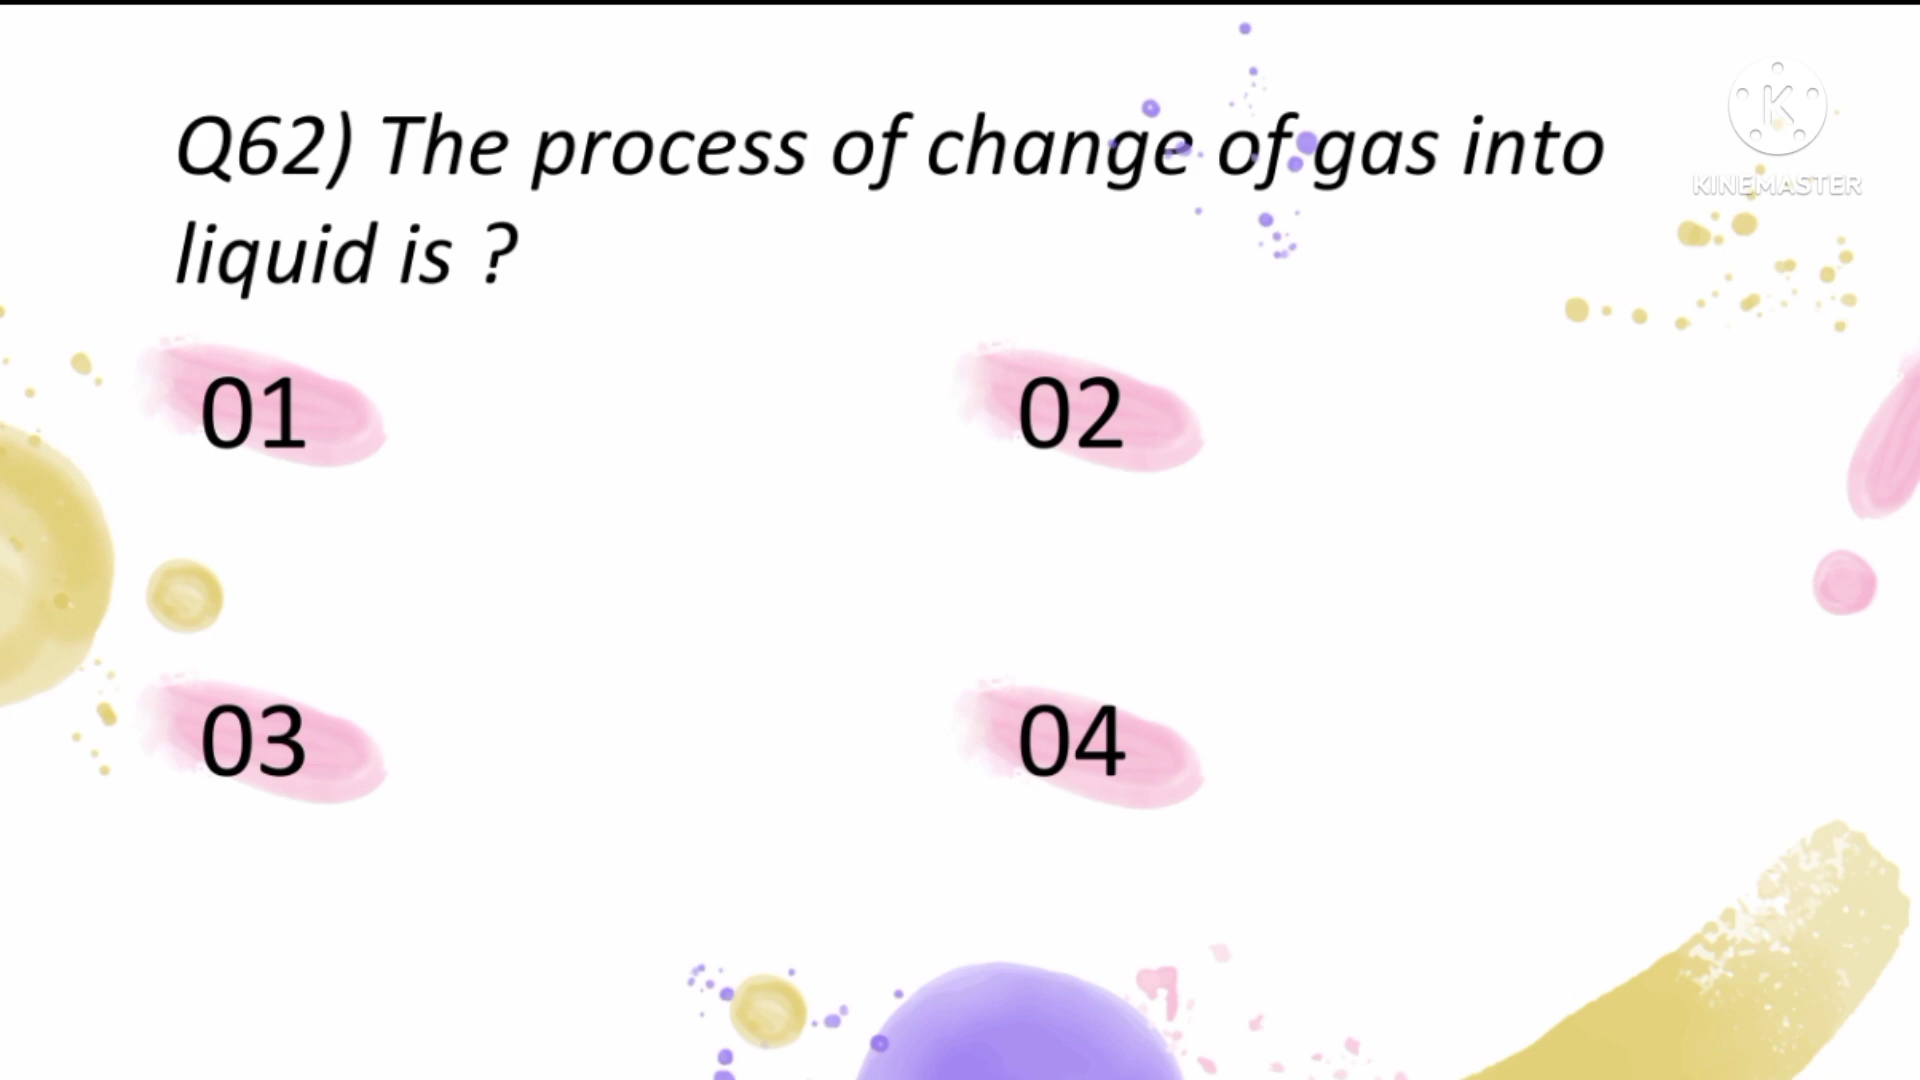 Q62) The process of change of gas into
liquid is ?
K
KINEMASTER
01
02
03
04